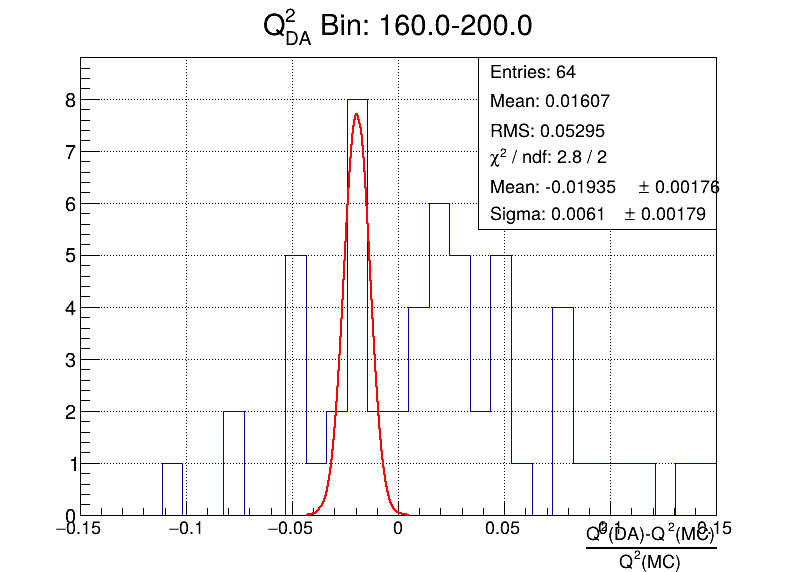 Q²_DA Bin: 160.0-200.0
Entries: 64
Mean: 0.01607
RMS: 0.05295
χ² / ndf: 2.8 / 2
Mean: -0.01935 ± 0.00176
Sigma: 0.0061 ± 0.00179
8
7
6
5
4
3
2
1
0
−0.15 −0.1 −0.05 0 0.05 0.1 0.15
Q²(DA)-Q²(MC)
Q²(MC)